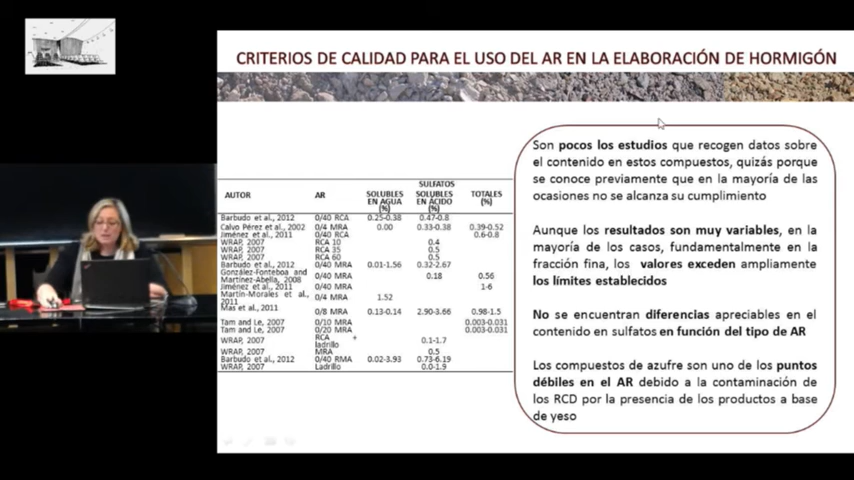 CRITERIOS DE CALIDAD PARA EL USO DEL AR EN LA ELABORACIÓN DE HORMIGÓN
SULFATOS
AUTOR AR SOLUBLES EN AGUA (%) SOLUBLES EN ÁCIDO (%) TOTALES (%)
Barbudo et al., 2012 0/40 RCA 0.25-0.38 0.47-0.8
Calvo Pérez et al., 2002 0/4 MRA 0.00 0.33-0.38 0.39-0.52
Jiménez et al., 2011 0/40 RCA 0.6-0.8
WRAP, 2007 RCA 10 0.4
WRAP, 2007 RCA 35 0.5
WRAP, 2007 RCA 60 0.5
Barbudo et al., 2012 0/40 MRA 0.01-1.56 0.32-2.67
González-Fonteboa and Martínez-Abella, 2008 0/40 MRA 0.18 0.56
Jiménez et al., 2011 0/40 MRA 1-6
Martín-Morales et al., 2011 0/4 MRA 1.52
Mas et al., 2011 0/8 MRA 0.13-0.14 2.90-3.66 0.98-1.5
Tam and Le, 2007 0/10 MRA 0.003-0.031
Tam and Le, 2007 0/20 MRA 0.003-0.031
WRAP, 2007 RCA + ladrillo 0.1-1.7
WRAP, 2007 MRA 0.5
Barbudo et al., 2012 0/40 RMA 0.02-3.93 0.73-6.19
WRAP, 2007 Ladrillo 0.0-1.9
Son pocos los estudios que recogen datos sobre
el contenido en estos compuestos, quizás porque
se conoce previamente que en la mayoría de las
ocasiones no se alcanza su cumplimiento
Aunque los resultados son muy variables, en la
mayoría de los casos, fundamentalmente en la
fracción fina, los valores exceden ampliamente
los límites establecidos
No se encuentran diferencias apreciables en el
contenido en sulfatos en función del tipo de AR
Los compuestos de azufre son uno de los puntos
débiles en el AR debido a la contaminación de
los RCD por la presencia de los productos a base
de yeso